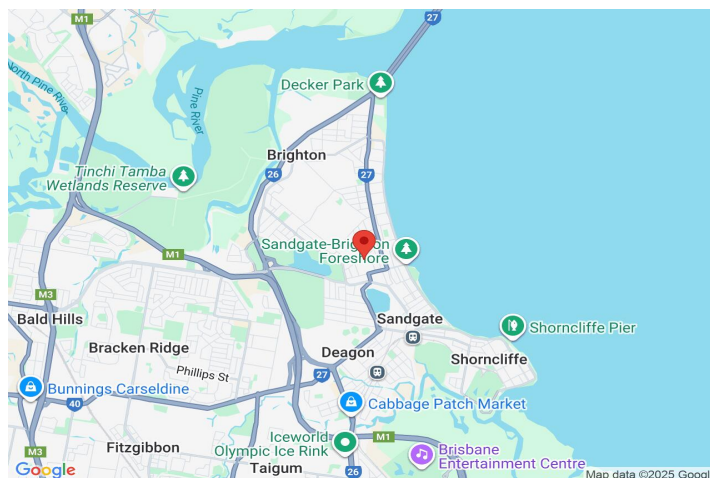 M1
27
North Pine River
Pine River
Decker Park
Brighton
Tinchi Tamba
Wetlands Reserve
26
27
Sandgate-Brighton
Foreshore
M1
M3
Bald Hills
Sandgate
Shorncliffe Pier
Bracken Ridge
Deagon
Shorncliffe
Phillips St
27
Bunnings Carseldine
40
Cabbage Patch Market
Iceworld
Olympic Ice Rink
M1
Fitzgibbon
M3
Brisbane
Entertainment Centre
Taigum
26
Google
Map data ©2025 Googl